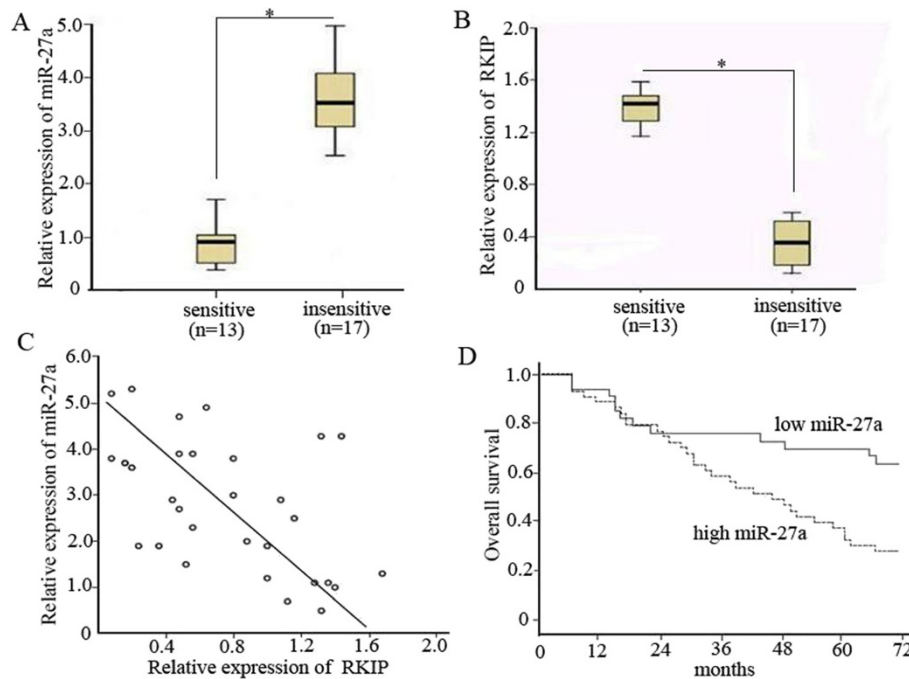 A
Relative expression of miR-27a
5.0
3.0
2.0
1.0
0
*
sensitive
(n=13)
insensitive
(n=17)
B
Relative expression of RKIP
2.0
1.6
1.2
0.8
0.4
0
*
sensitive
(n=13)
insensitive
(n=17)
C
Relative expression of miR-27a
6.0
5.0
4.0
3.0
2.0
1.0
0
0.4
0.8
1.2
1.6
2.0
Relative expression of RKIP
D
Overall survival
1.0
0.8
0.6
0.4
0.2
0
low miR-27a
high miR-27a
0
12
24
36
48
60
72
months